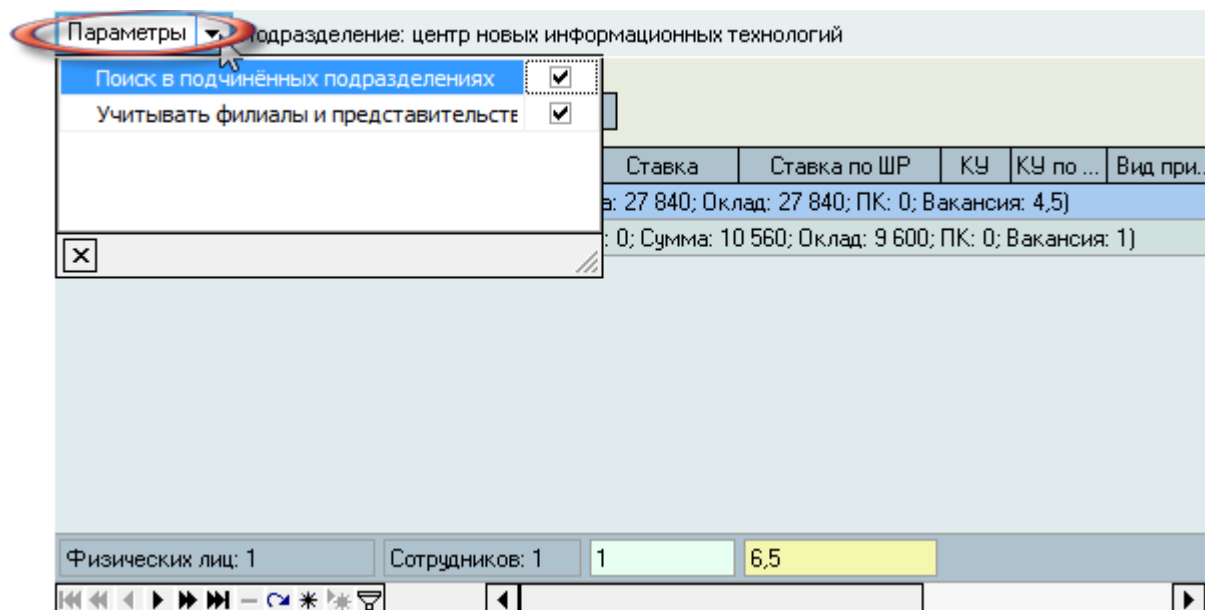 Параметры
Подразделение: центр новых информационных технологий
Поиск в подчинённых подразделениях
Учитывать филиалы и представительств
Ставка Ставка по ШР КУ КУ по ... Вид при...
а: 27 840; Оклад: 27 840; ПК: 0; Вакансия: 4,5)
: 0; Сумма: 10 560; Оклад: 9 600; ПК: 0; Вакансия: 1)
Физических лиц: 1 Сотрудников: 1 1 6,5